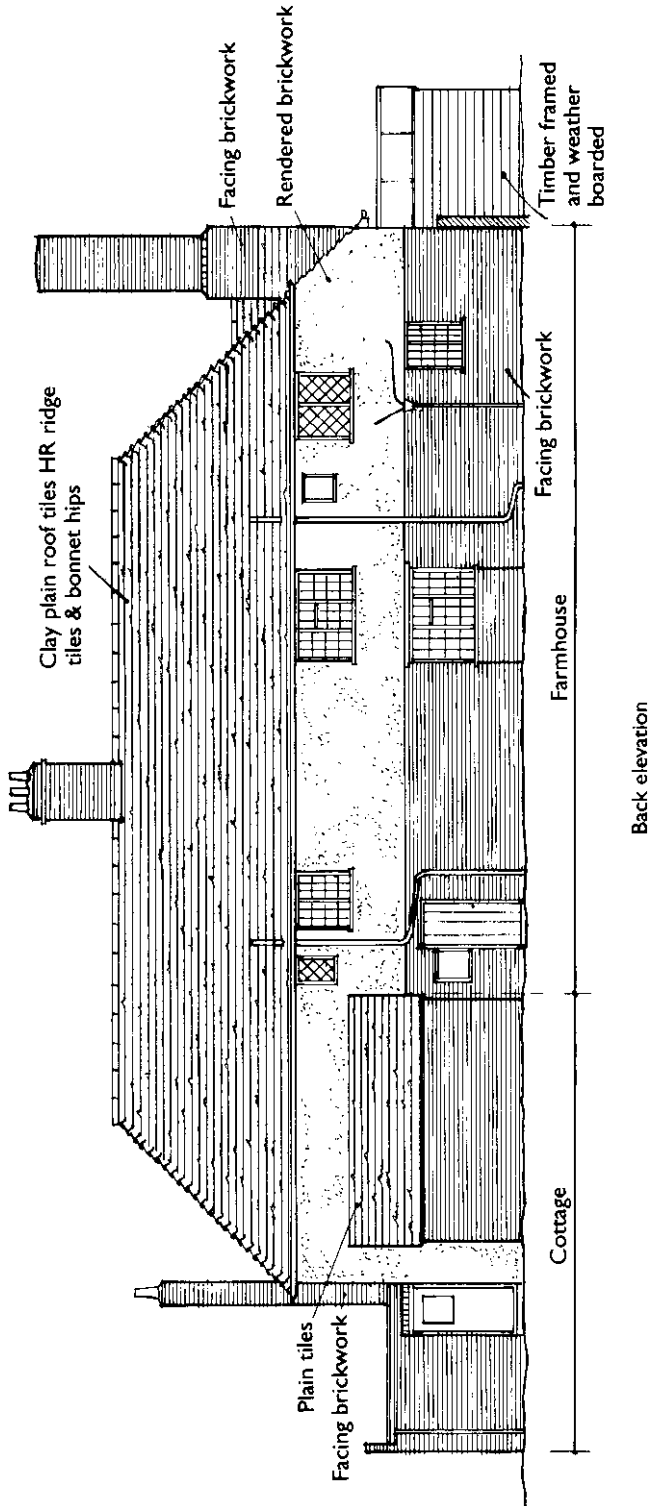 Clay plain roof tiles HR ridge
tiles & bonnet hips
Facing brickwork
Rendered brickwork
Plain tiles
Facing brickwork
Timber framed
and weather
boarded
Facing brickwork
Cottage
Farmhouse
Back elevation